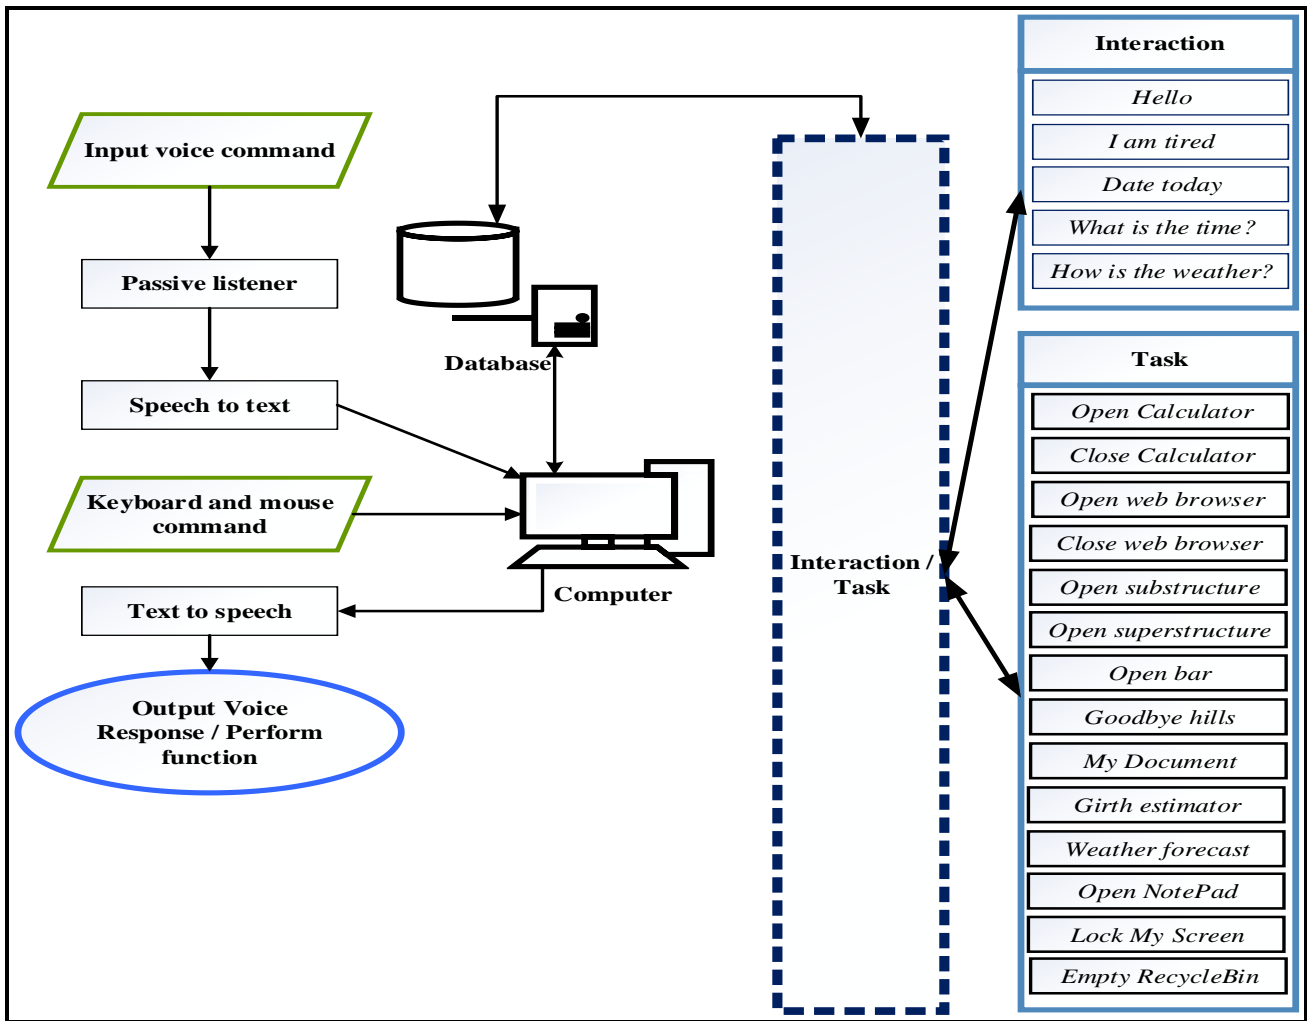 Input voice command
Passive listener
Speech to text
Keyboard and mouse
command
Text to speech
Output Voice
Response / Perform
function
Database
Computer
Interaction /
Task
Interaction
Hello
I am tired
Date today
What is the time?
How is the weather?
Task
Open Calculator
Close Calculator
Open web browser
Close web browser
Open substructure
Open superstructure
Open bar
Goodbye hills
My Document
Girth estimator
Weather forecast
Open NotePad
Lock My Screen
Empty RecycleBin